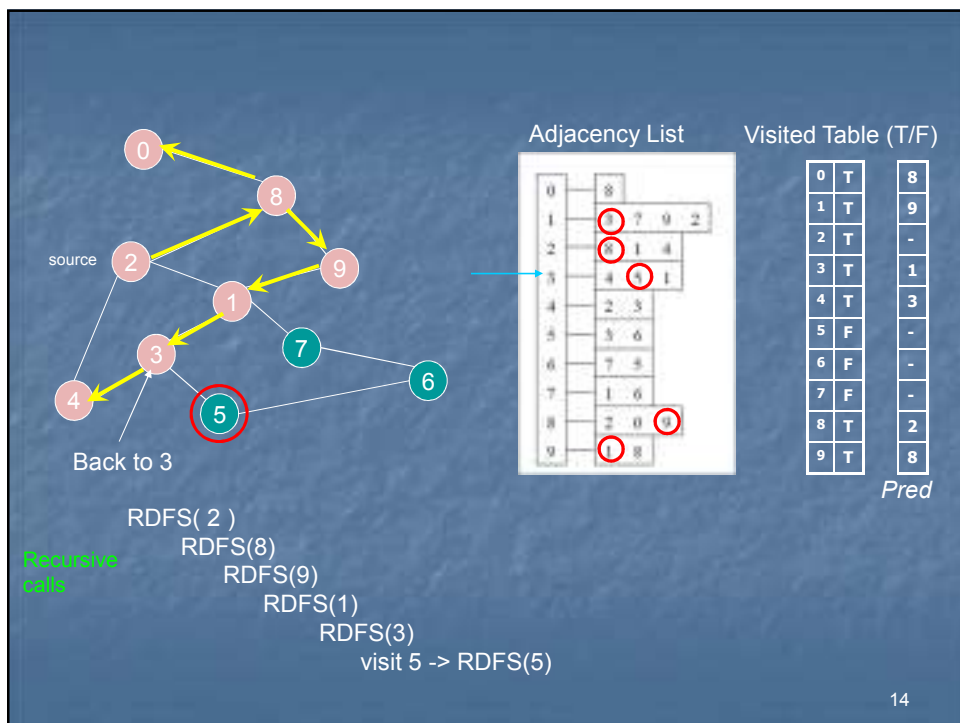 Adjacency List
Visited Table (T/F)
0
8
2
9
1
3
7
6
4
5
source
Back to 3
0 8
1 3 7 9 2
2 8 1 4
3 4 5 1
4 2 3
5 3 6
6 7 5
7 1 6
8 2 0 9
9 1 8
0 T 8
1 T 9
2 T -
3 T 1
4 T 3
5 F -
6 F -
7 F -
8 T 2
9 T 8
Pred
RDFS( 2 )
RDFS(8)
Recursive
calls
RDFS(9)
RDFS(1)
RDFS(3)
visit 5 -> RDFS(5)
14